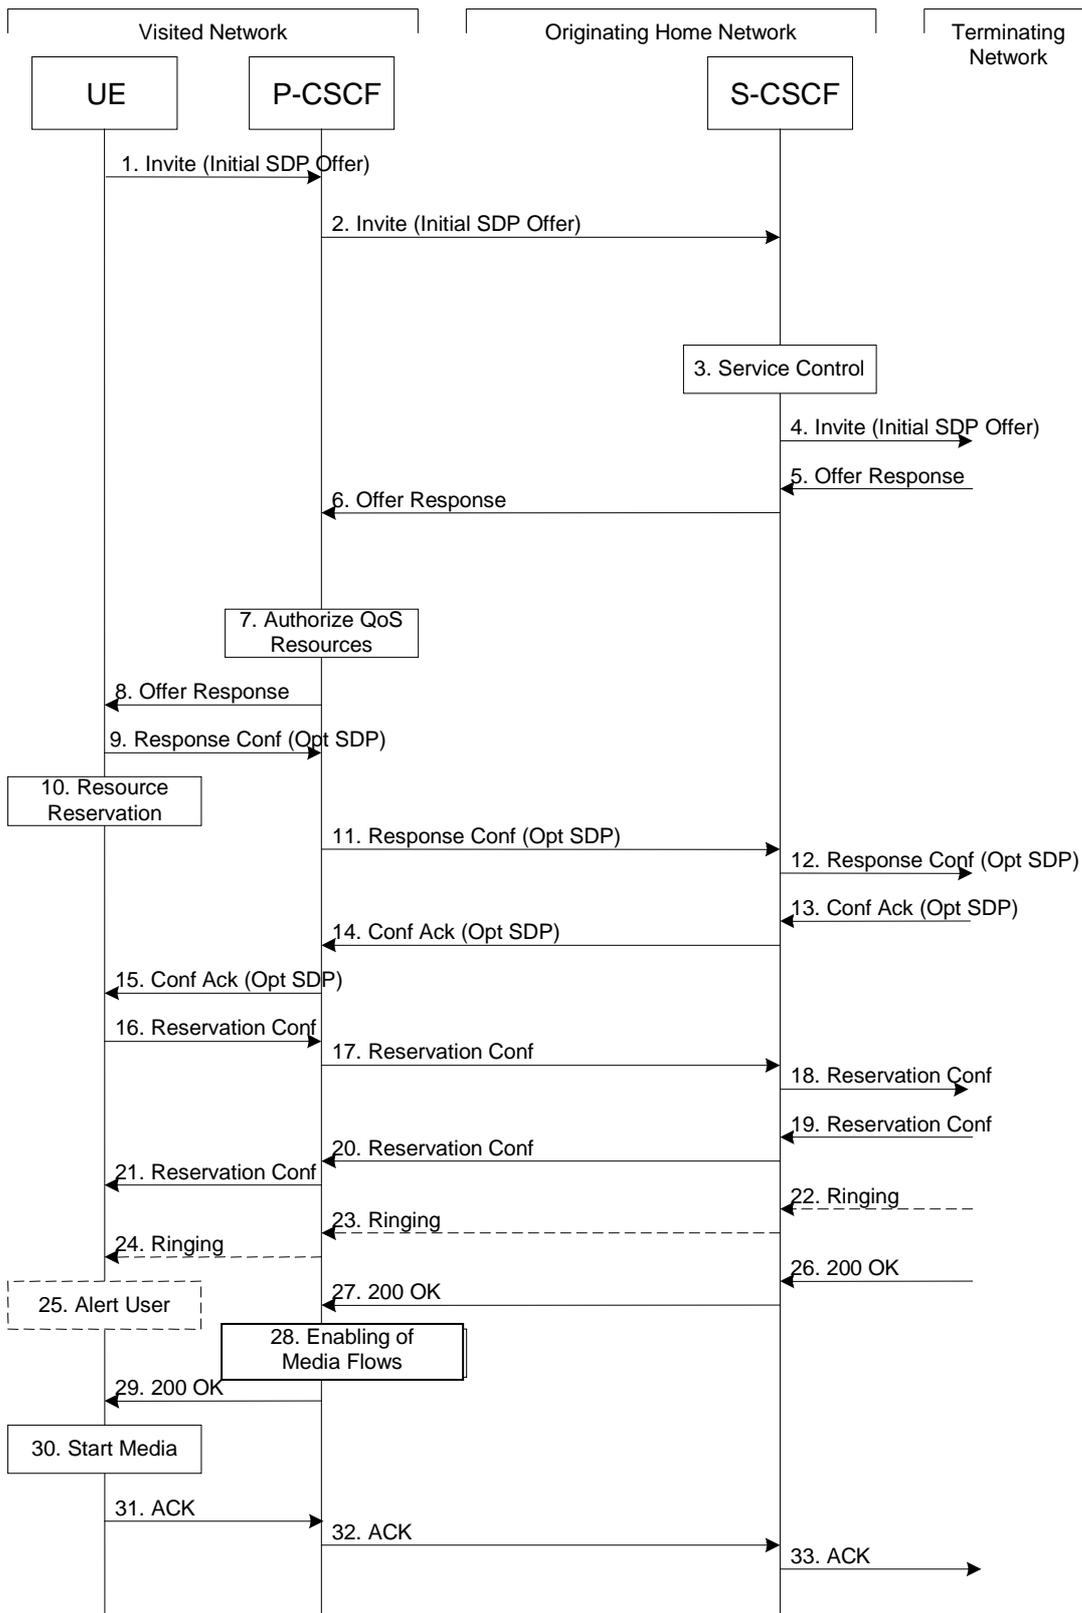 Visited Network
Originating Home Network
Terminating
Network
UE
P-CSCF
S-CSCF
1. Invite (Initial SDP Offer)
2. Invite (Initial SDP Offer)
3. Service Control
4. Invite (Initial SDP Offer)
5. Offer Response
6. Offer Response
7. Authorize QoS
Resources
8. Offer Response
9. Response Conf (Opt SDP)
10. Resource
Reservation
11. Response Conf (Opt SDP)
12. Response Conf (Opt SDP)
13. Conf Ack (Opt SDP)
14. Conf Ack (Opt SDP)
15. Conf Ack (Opt SDP)
16. Reservation Conf
17. Reservation Conf
18. Reservation Conf
19. Reservation Conf
20. Reservation Conf
21. Reservation Conf
22. Ringing
23. Ringing
24. Ringing
25. Alert User
26. 200 OK
27. 200 OK
28. Enabling of
Media Flows
29. 200 OK
30. Start Media
31. ACK
32. ACK
33. ACK